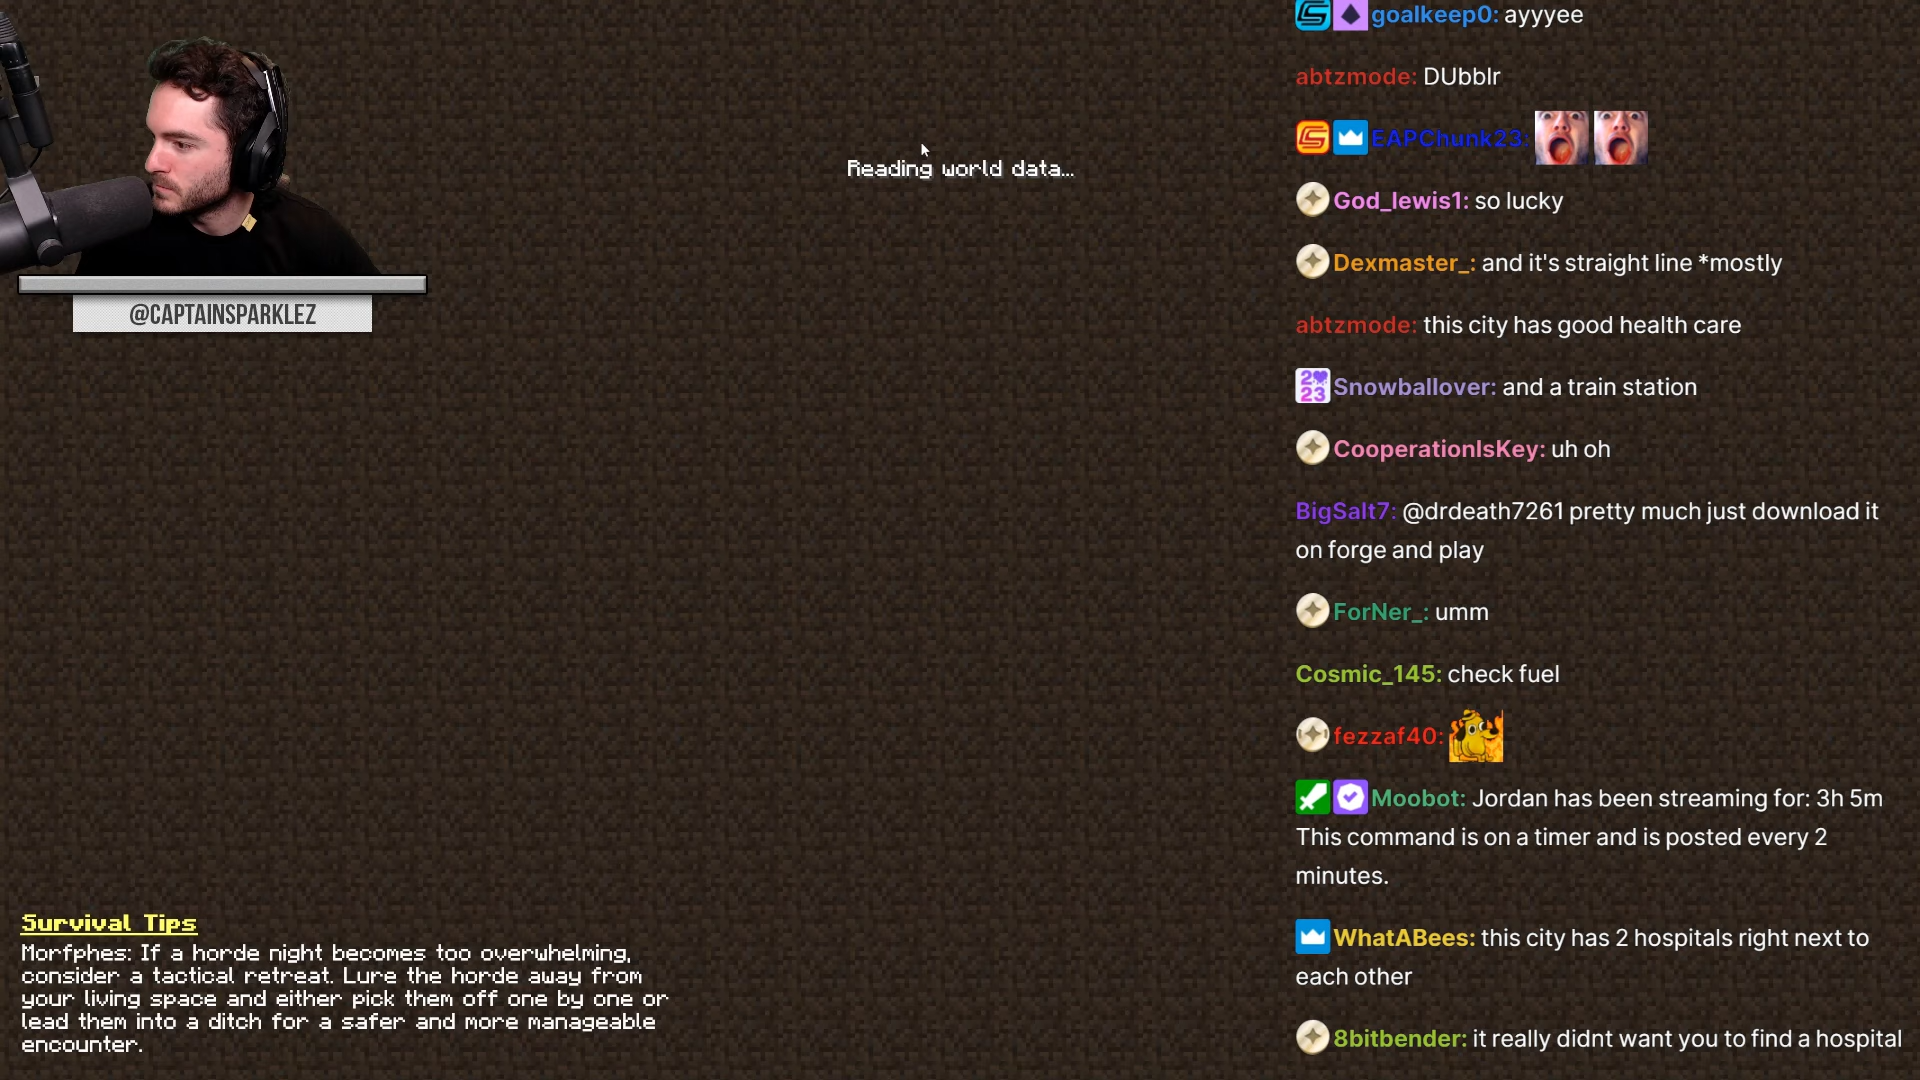 goalkeep0: ayyyee
abtzmode: DUbblr
EAPChunk23:
God_lewis1: so lucky
Dexmaster_: and it's straight line *mostly
abtzmode: this city has good health care
Snowballover: and a train station
CooperationIsKey: uh oh
BigSalt7: @drdeath7261 pretty much just download it
on forge and play
ForNer_: umm
Cosmic_145: check fuel
fezzaf40:
Moobot: Jordan has been streaming for: 3h 5m
This command is on a timer and is posted every 2
minutes.
WhatABees: this city has 2 hospitals right next to
each other
8bitbender: it really didnt want you to find a hospital
Reading world data...
@CAPTAINSPARKLEZ
Survival Tips
Morfphes: If a horde night becomes too overwhelming,
consider a tactical retreat. Lure the horde away from
your living space and either pick them off one by one or
lead them into a ditch for a safer and more manageable
encounter.